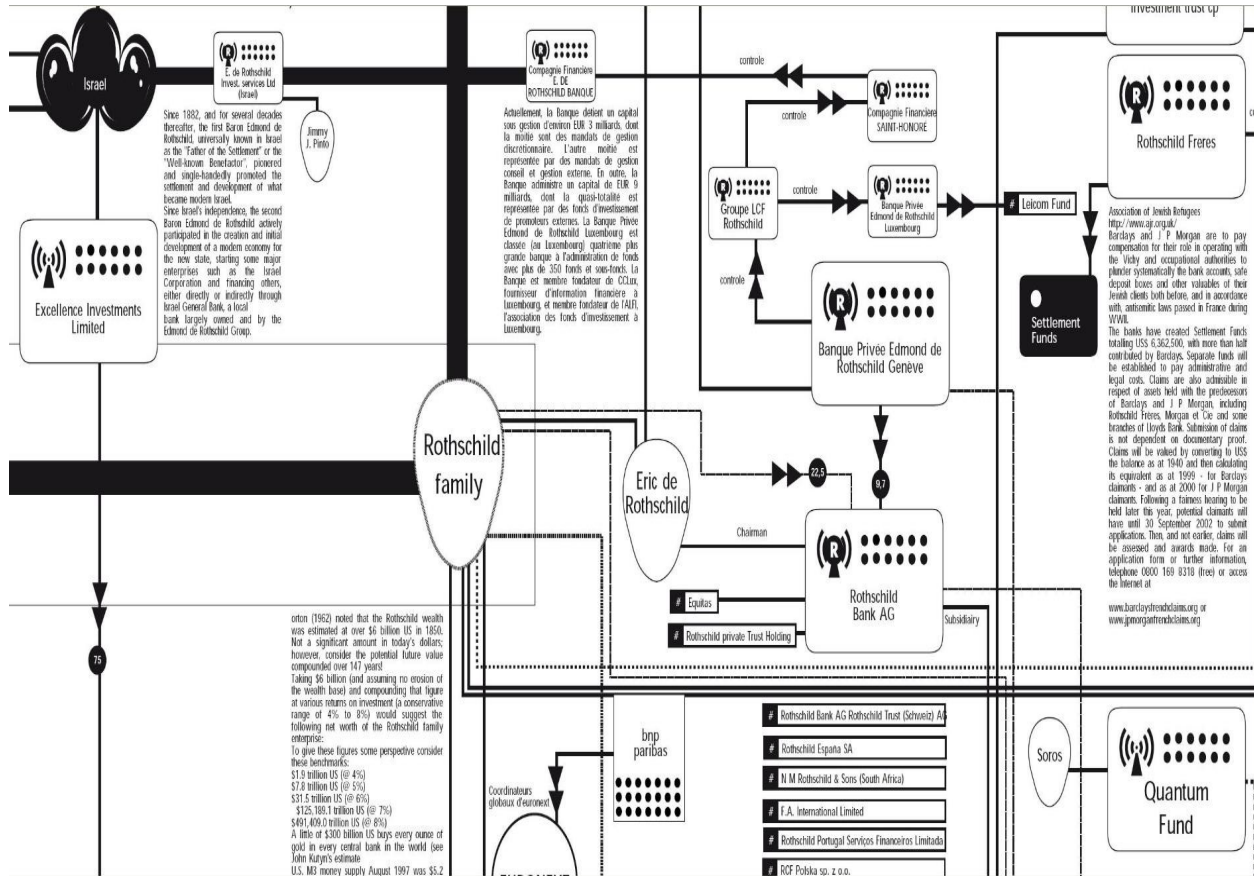 Investment trust cp
Israel
E. de Rothschild
Invest. services Ltd
(Israel)
Jimmy
J. Pinto
Since 1882, and for several decades
thereafter, the first Baron Edmond de
Rothschild, universally known in Israel
as the "Father of the Settlement" or the
"Well-known Benefactor", pionered
and single-handedly promoted the
settlement and development of what
became modern Israel.
Since Israel's independence, the second
Baron Edmond de Rothschild actively
participated in the creation and initial
development of a modern economy for
the new state, starting some major
enterprises such as the Israel
Corporation and financing others,
either directly or indirectly through
Israel General Bank, a local
bank largely owned and by the
Edmond de Rothschild Group.
Excellence Investments
Limited
75
Compagnie Financière
E. DE
ROTHSCHILD BANQUE
Actuellement, la Banque détient un capital
sous gestion d'environ EUR 3 milliards, dont
la moitié sont des mandats de gestion
discrétionnaire. L'autre moitié est
représentée par des mandats de gestion
conseil et gestion externe. En outre, la
Banque administre un capital de EUR 9
milliards, dont la quasi-totalité est
représentée par des fonds d'investissement
de promoteurs externes. La Banque Privée
Edmond de Rothschild Luxembourg est
classée (au Luxembourg) quatrième plus
grande banque à l'administration de fonds
avec plus de 350 fonds et sous-fonds. La
Banque est membre fondateur de CCLux,
fournisseur d'information financière à
Luxembourg, et membre fondateur de l'ALFI,
l'association des fonds d'investissement à
Luxembourg.
controle
controle
Compagnie Financière
SAINT-HONORÉ
Groupe LCF
Rothschild
controle
Banque Privée
Edmond de Rothschild
Luxembourg
# Leicom Fund
controle
Banque Privée Edmond de
Rothschild Genève
Rothschild Freres
Settlement
Funds
Association of Jewish Refugees
http://www.ajr.org.uk/
Barclays and J P Morgan are to pay
compensation for their role in operating with
the Vichy and occupational authorities to
plunder systematically the bank accounts, safe
deposit boxes and other valuables of their
Jewish clients both before, and in accordance
with, antisemitic laws passed in France during
WWII.
The banks have created Settlement Funds
totalling US$ 6,362,500, with more than half
contributed by Barclays. Separate funds will
be established to pay administrative and
legal costs. Claims are also admissible in
respect of assets held with the predecessors
of Barclays and J P Morgan, including
Rothschild Frères, Morgan et Cie and some
branches of Lloyds Bank. Submission of claims
is not dependent on documentary proof.
Claims will be valued by converting to US$
the balance as at 1940 and then calculating
its equivalent as at 1999 - for Barclays
claimants - and as at 2000 for J P Morgan
claimants. Following a fairness hearing to be
held later this year, potential claimants will
have until 30 September 2002 to submit
applications. Then, and not earlier, claims will
be assessed and awards made. For an
application form or further information,
telephone 0800 169 8318 (free) or access
the Internet at
www.barclaysfrenchclaims.org or
www.jpmorganfrenchclaims.org
Rothschild
family
Eric de
Rothschild
22,5
9,7
Chairman
Rothschild
Bank AG
# Equitas
# Rothschild private Trust Holding
Subsidiairy
orton (1962) noted that the Rothschild wealth
was estimated at over $6 billion US in 1850.
Not a significant amount in today's dollars;
however, consider the potential future value
compounded over 147 years!
Taking $6 billion (and assuming no erosion of
the wealth base) and compounding that figure
at various returns on investment (a conservative
range of 4% to 8%) would suggest the
following net worth of the Rothschild family
enterprise:
To give these figures some perspective consider
these benchmarks:
$1.9 trillion US (@ 4%)
$7.8 trillion US (@ 5%)
$31.5 trillion US (@ 6%)
$125,189.1 trillion US (@ 7%)
$491,409.0 trillion US (@ 8%)
A little of $300 billion US buys every ounce of
gold in every central bank in the world (see
John Kutyn's estimate
U.S. M3 money supply August 1997 was $5.2
bnp
paribas
Coordinateurs
globaux d'euronext
EURONEXT
# Rothschild Bank AG Rothschild Trust (Schweiz) AG
# Rothschild España SA
# N M Rothschild & Sons (South Africa)
# F.A. International Limited
# Rothschild Portugal Serviços Financeiros Limitada
# RCF Polska sp. z o.o.
Soros
Quantum
Fund